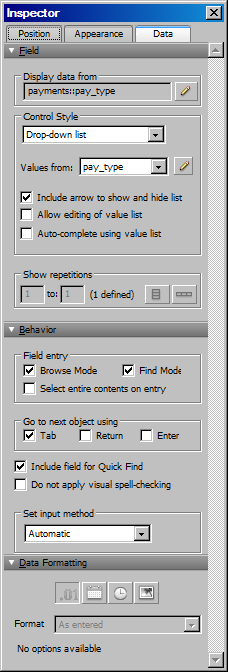 Inspector
Position Appearance Data
Field
Display data from
payments::pay_type
Control Style
Drop-down list
Values from: pay_type
Include arrow to show and hide list
Allow editing of value list
Auto-complete using value list
Show repetitions
1 to: 1 (1 defined)
Behavior
Field entry
Browse Mode Find Mode
Select entire contents on entry
Go to next object using
Tab Return Enter
Include field for Quick Find
Do not apply visual spell-checking
Set input method
Automatic
Data Formatting
.01
Format As entered
No options available